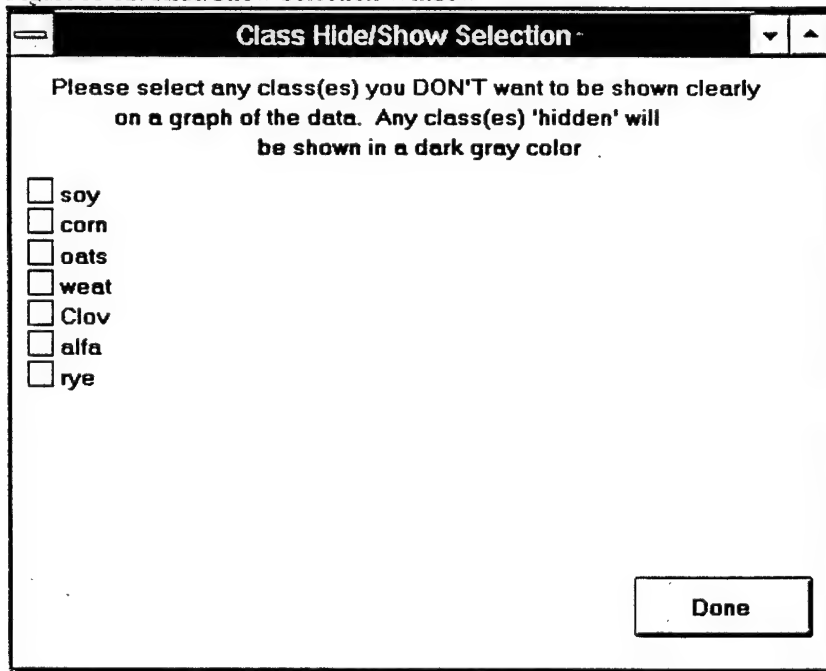 Class Hide/Show Selection
Please select any class(es) you DON'T want to be shown clearly
on a graph of the data. Any class(es) 'hidden' will
be shown in a dark gray color
soy
corn
oats
weat
Clov
alfa
rye
Done